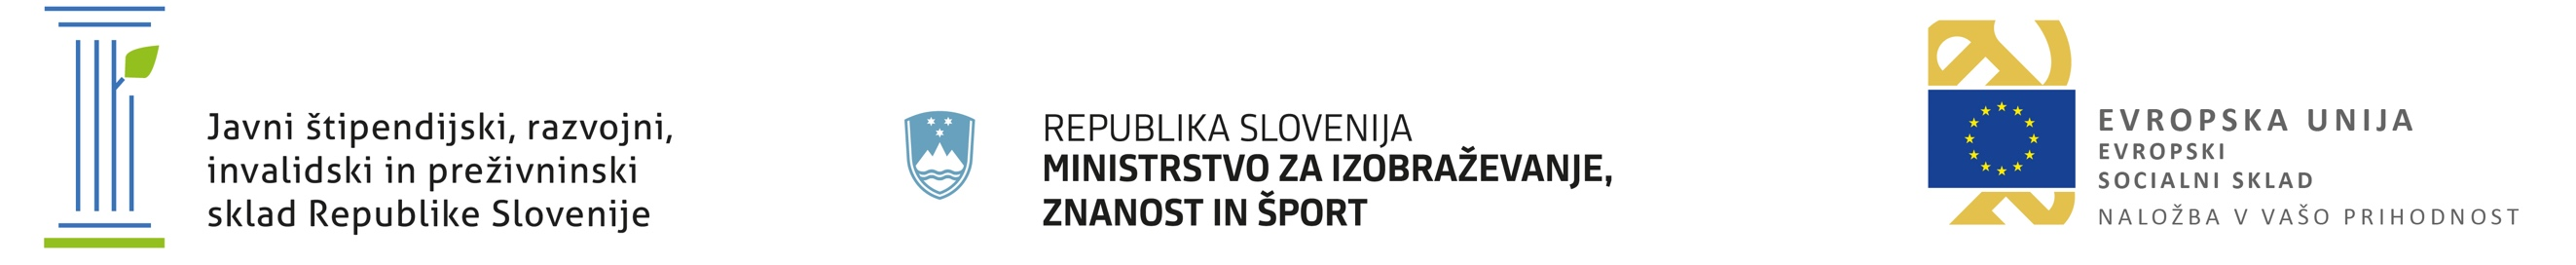 Javni štipendijski, razvojni,
invalidski in preživninski
sklad Republike Slovenije
REPUBLIKA SLOVENIJA
MINISTRSTVO ZA IZOBRAŽEVANJE,
ZNANOST IN ŠPORT
EVROPSKA UNIJA
EVROPSKI
SOCIALNI SKLAD
NALOŽBA V VAŠO PRIHODNOST